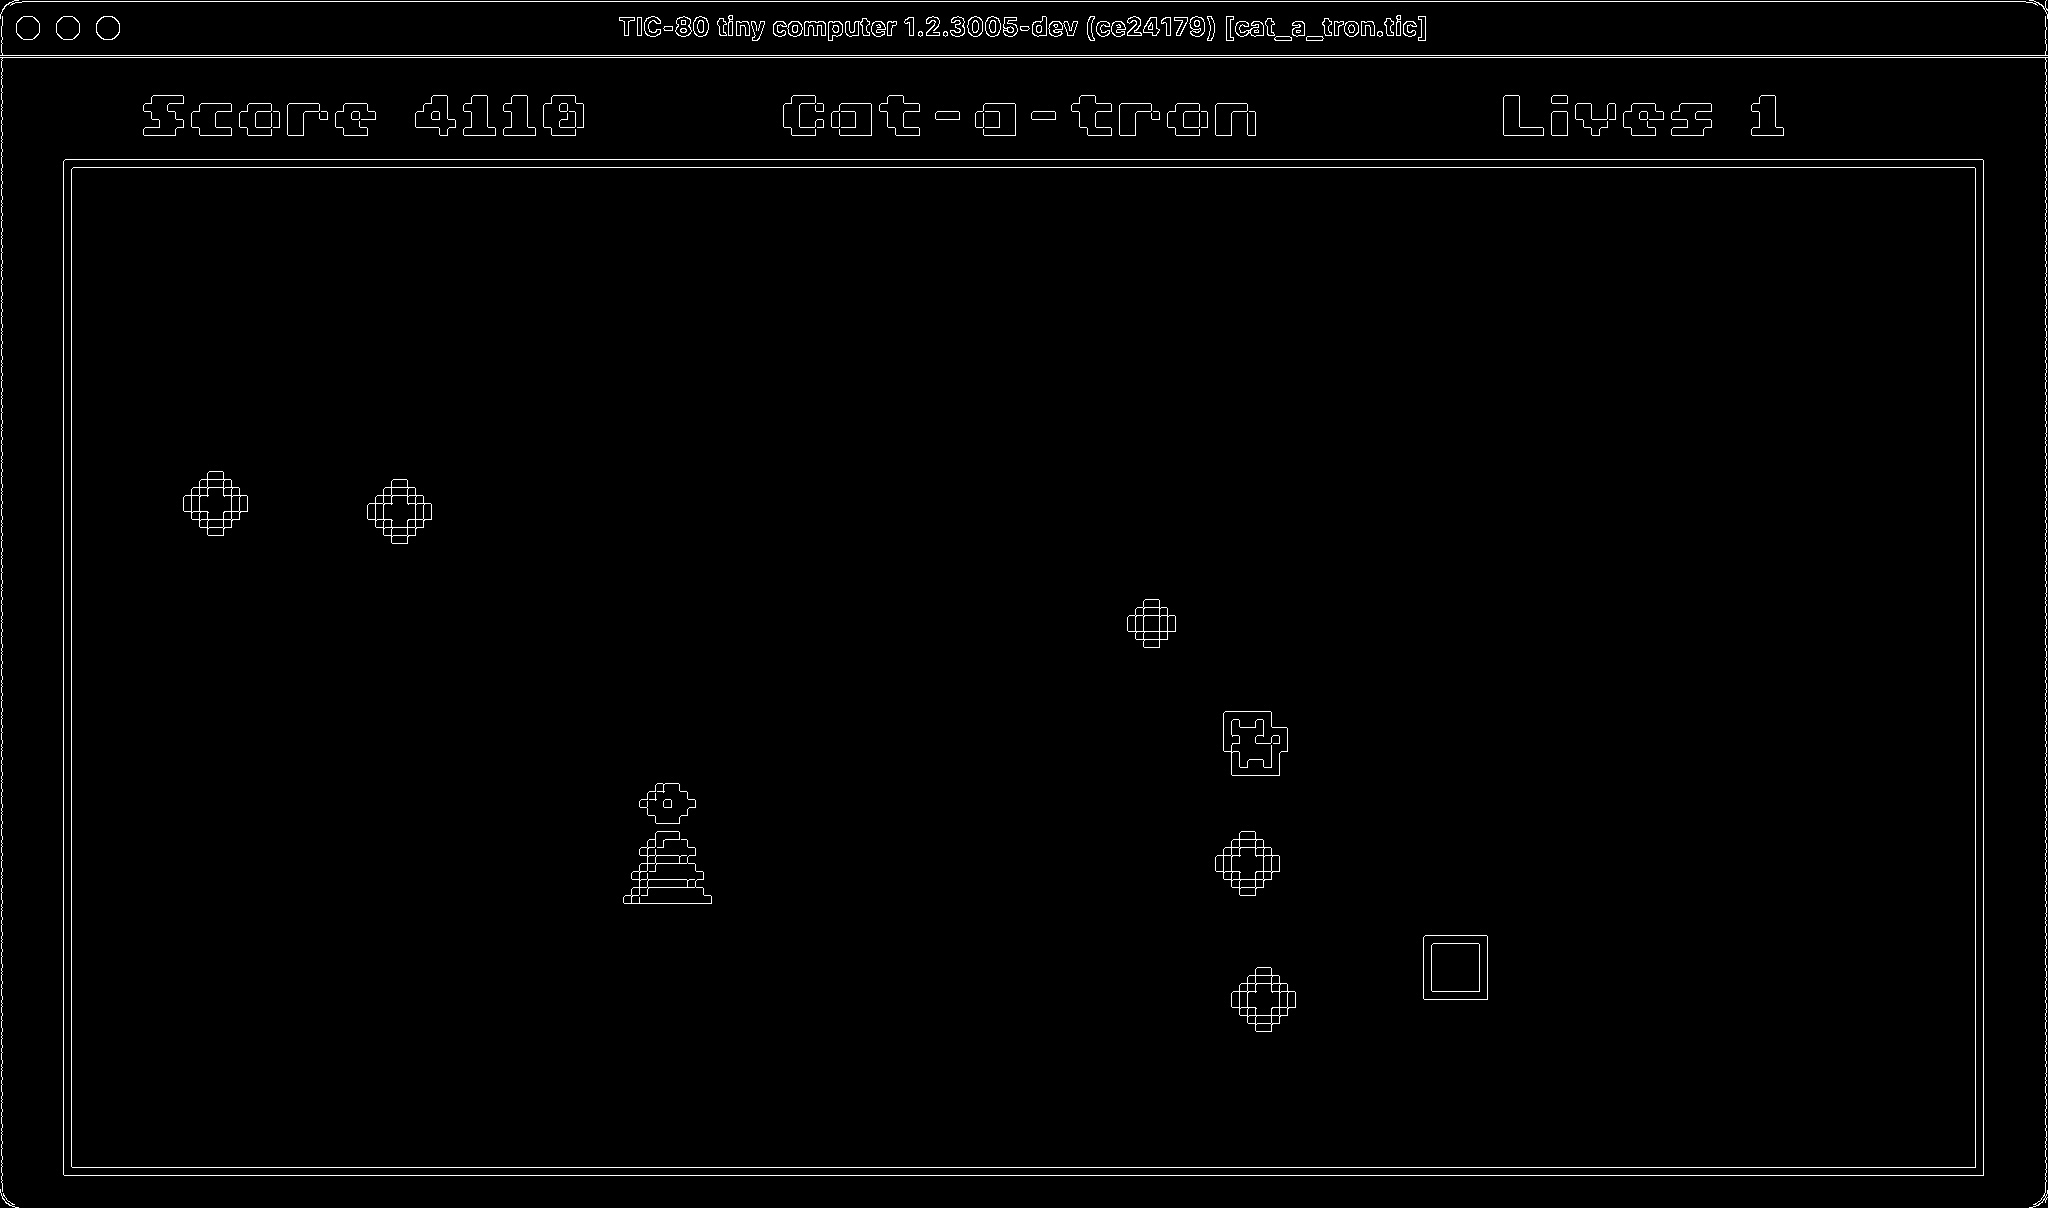 TIC-80 tiny computer 1.2.3005-dev (ce24179) [cat_a_tron.tic]
Score 4110 Cat-a-tron Lives 1